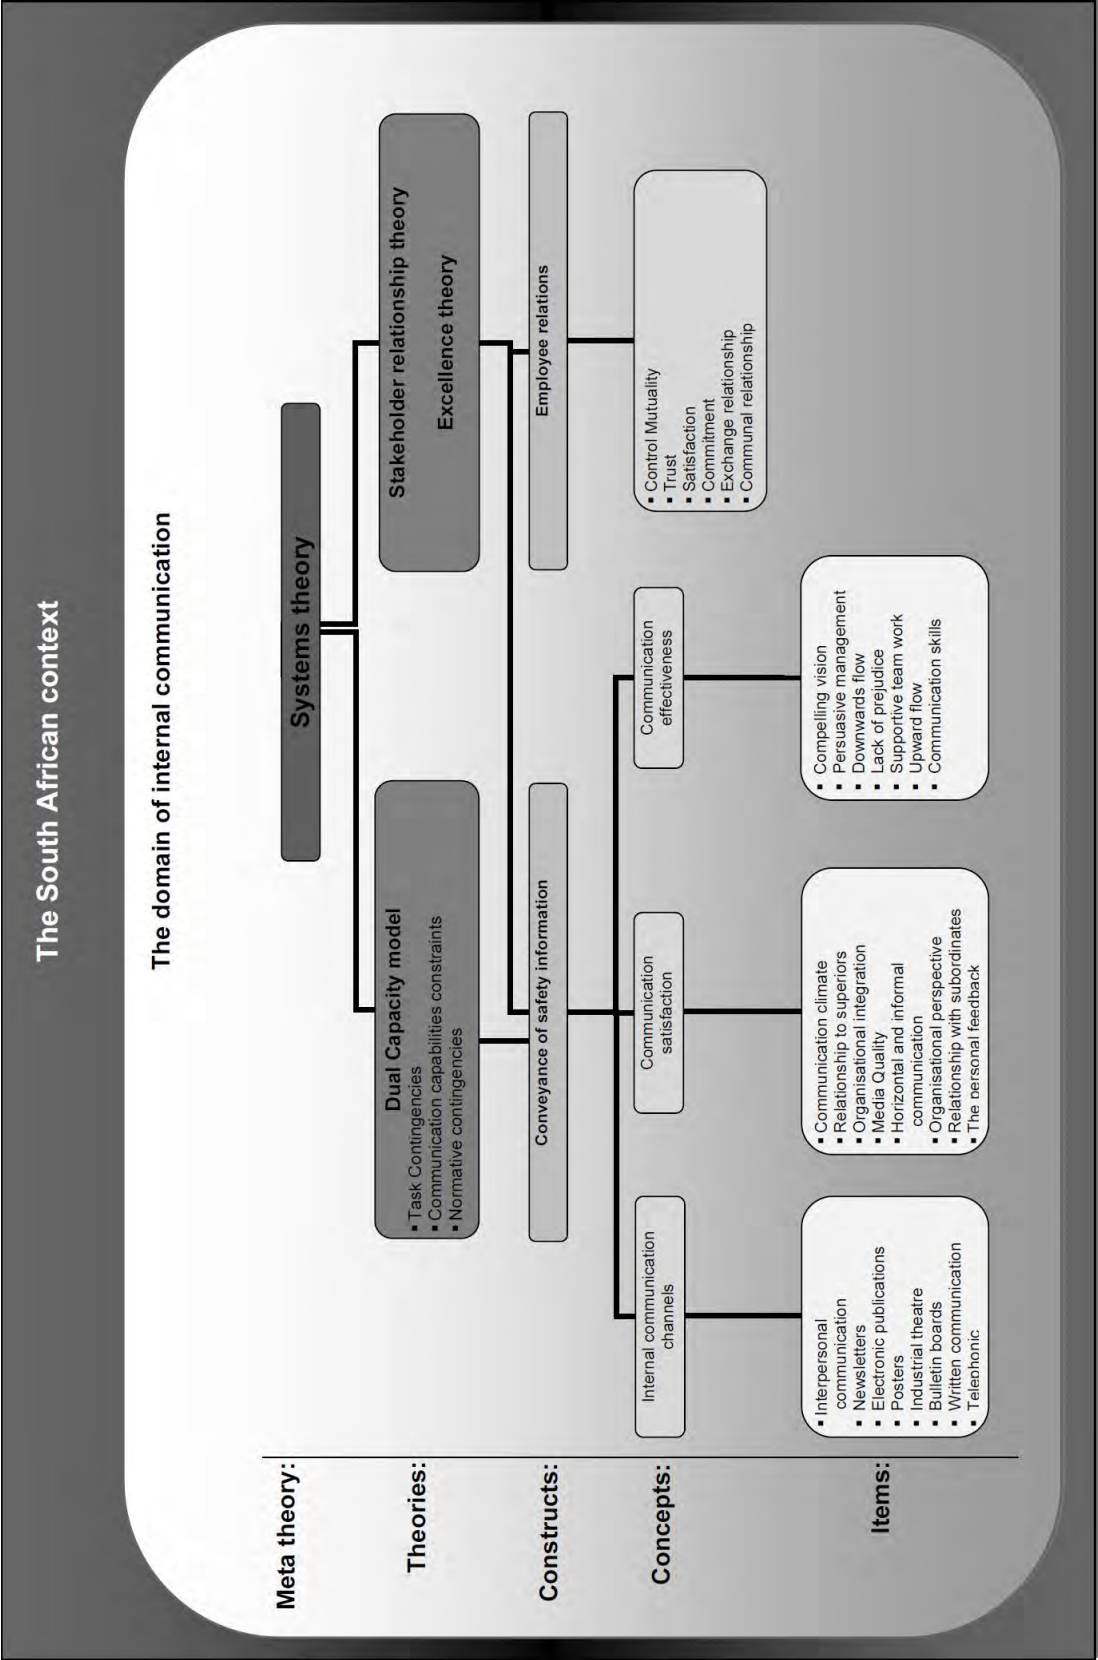 The South African context
The domain of internal communication
Meta theory:
Systems theory
Theories:
Dual Capacity model
▪ Task Contingencies
▪ Communication capabilities constraints
▪ Normative contingencies
Stakeholder relationship theory
Excellence theory
Constructs:
Conveyance of safety information
Employee relations
Concepts:
Internal communication
channels
Communication
satisfaction
Communication
effectiveness
▪ Control Mutuality
▪ Trust
▪ Satisfaction
▪ Commitment
▪ Exchange relationship
▪ Communal relationship
Items:
▪ Interpersonal
communication
▪ Newsletters
▪ Electronic publications
▪ Posters
▪ Industrial theatre
▪ Bulletin boards
▪ Written communication
▪ Telephonic
▪ Communication climate
▪ Relationship to superiors
▪ Organisational integration
▪ Media Quality
▪ Horizontal and informal
communication
▪ Organisational perspective
▪ Relationship with subordinates
▪ The personal feedback
▪ Compelling vision
▪ Persuasive management
▪ Downwards flow
▪ Lack of prejudice
▪ Supportive team work
▪ Upward flow
▪ Communication skills